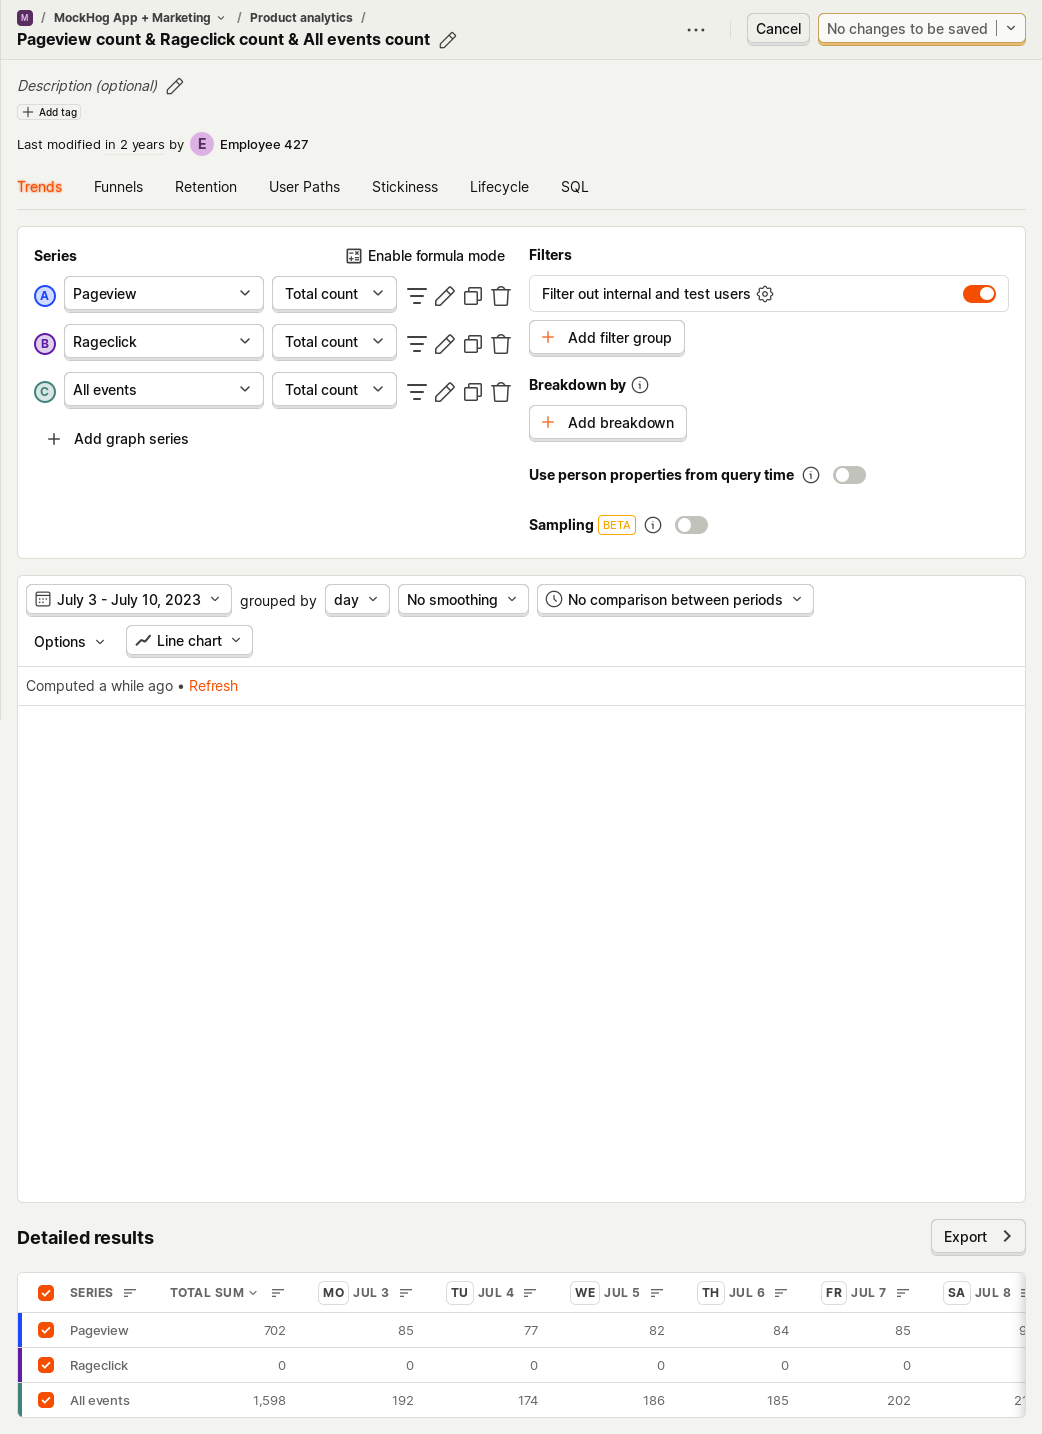 M / MockHog App + Marketing / Product analytics /
Pageview count & Rageclick count & All events count
Cancel
No changes to be saved
Description (optional)
Add tag
Last modified in 2 years by E Employee 427
Trends Funnels Retention User Paths Stickiness Lifecycle SQL
Series
Enable formula mode
A Pageview Total count
B Rageclick Total count
C All events Total count
Add graph series
Filters
Filter out internal and test users
Add filter group
Breakdown by
Add breakdown
Use person properties from query time
Sampling BETA
July 3 - July 10, 2023 grouped by day No smoothing No comparison between periods
Options Line chart
Computed a while ago • Refresh
Detailed results
Export
SERIES TOTAL SUM MO JUL 3 TU JUL 4 WE JUL 5 TH JUL 6 FR JUL 7 SA JUL 8
Pageview 702 85 77 82 84 85
Rageclick 0 0 0 0 0 0
All events 1,598 192 174 186 185 202